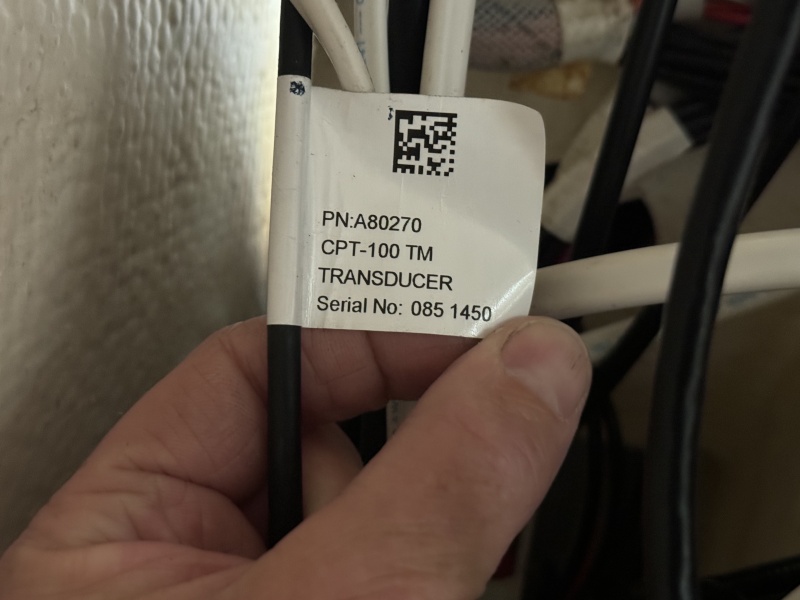 PN:A80270
CPT-100 TM
TRANSDUCER
Serial No: 085 1450